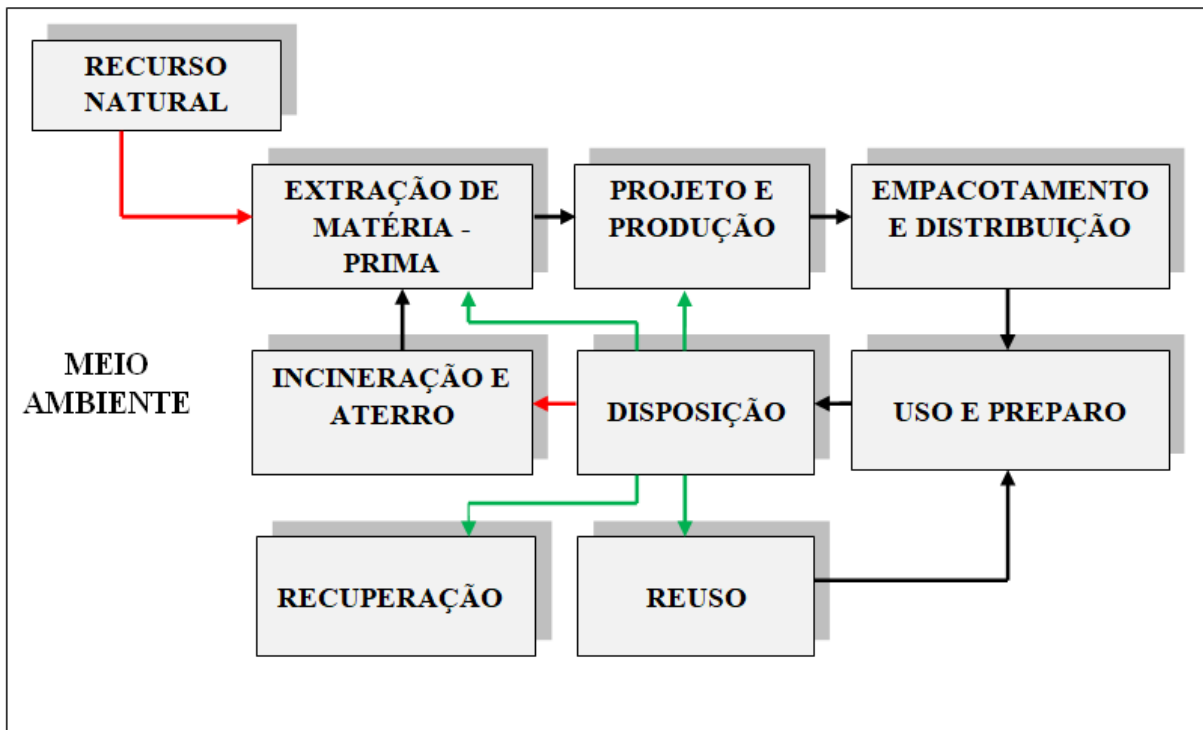 RECURSO
NATURAL
EXTRAÇÃO DE
MATÉRIA -
PRIMA
PROJETO E
PRODUÇÃO
EMPACOTAMENTO
E DISTRIBUIÇÃO
MEIO
AMBIENTE
INCINERAÇÃO E
ATERRO
DISPOSIÇÃO
USO E PREPARO
RECUPERAÇÃO
REUSO